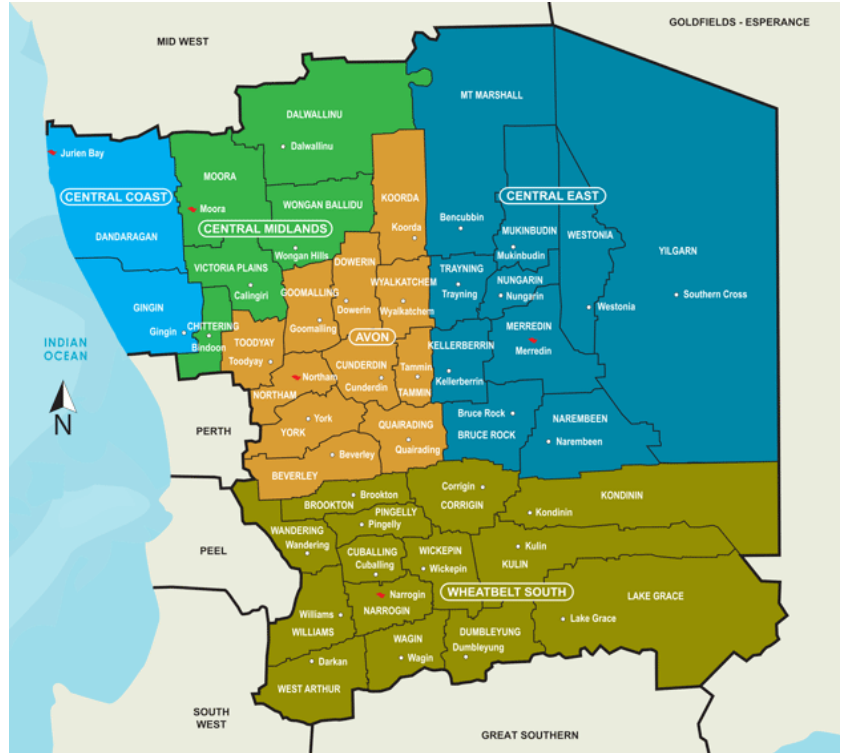 GOLDFIELDS - ESPERANCE
MID WEST
MT MARSHALL
DALWALLINU
Dalwallinu
Jurien Bay
MOORA
CENTRAL COAST
KOORDA
CENTRAL EAST
WONGAN BALLIDU
Moora
Bencubbin
CENTRAL MIDLANDS
MUKINBUDIN
WESTONIA
DANDARAGAN
Koorda
YILGARN
Wongan Hills
Mukinbudin
DOWERIN
VICTORIA PLAINS
TRAYNING
NUNGARIN
WYALKATCHEM
Calingiri
GOOMALLING
Trayning
Nungarin
Southern Cross
GINGIN
Dowerin
Wyalkatchem
Westonia
CHITTERING
Goomalling
MERREDIN
Gingin
AVON
INDIAN
OCEAN
Bindoon
TOODYAY
KELLERBERRIN
Merredin
Toodyay
CUNDERDIN
Tammin
Northam
Kellerberrin
Cunderdin
NORTHAM
TAMMIN
N
York
Bruce Rock
NAREMBEEN
PERTH
YORK
QUAIRADING
BRUCE ROCK
Quairading
Narembeen
Beverley
BEVERLEY
Corrigin
Brookton
KONDININ
BROOKTON
CORRIGIN
PINGELLY
Kondinin
Pingelly
WANDERING
Wandering
PEEL
CUBALLING
Cuballing
WICKEPIN
Kulin
Wickepin
KULIN
Narrogin
WHEATBELT SOUTH
LAKE GRACE
NARROGIN
Williams
WILLIAMS
Lake Grace
WAGIN
DUMBLEYUNG
Dumbleyung
Darkan
Wagin
WEST ARTHUR
SOUTH
WEST
GREAT SOUTHERN